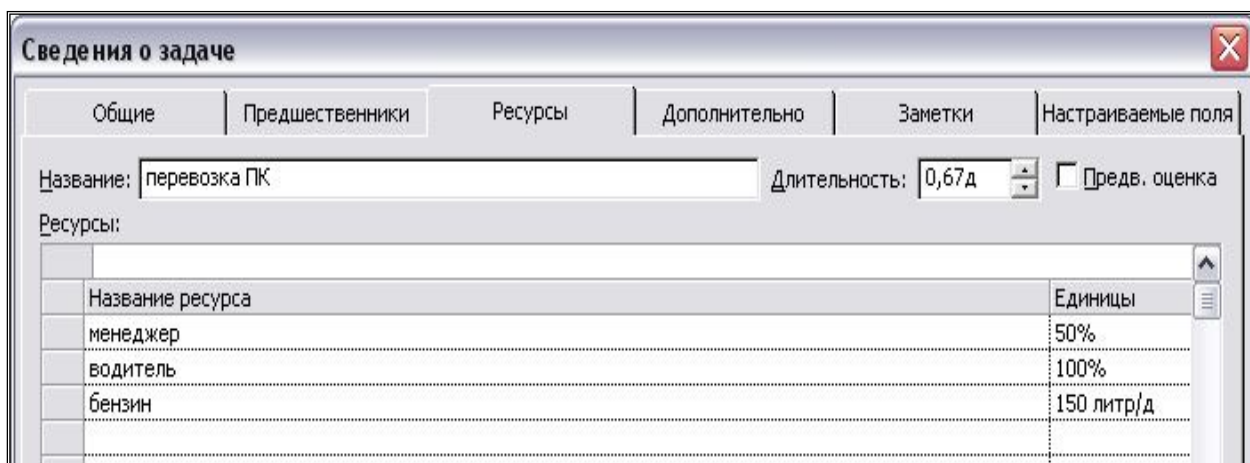 Сведения о задаче
Общие Предшественники Ресурсы Дополнительно Заметки Настраиваемые поля
Название: перевозка ПК Длительность: 0,67д Предв. оценка
Ресурсы:
Название ресурса Единицы
менеджер 50%
водитель 100%
бензин 150 литр/д